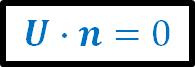 U · n = 0